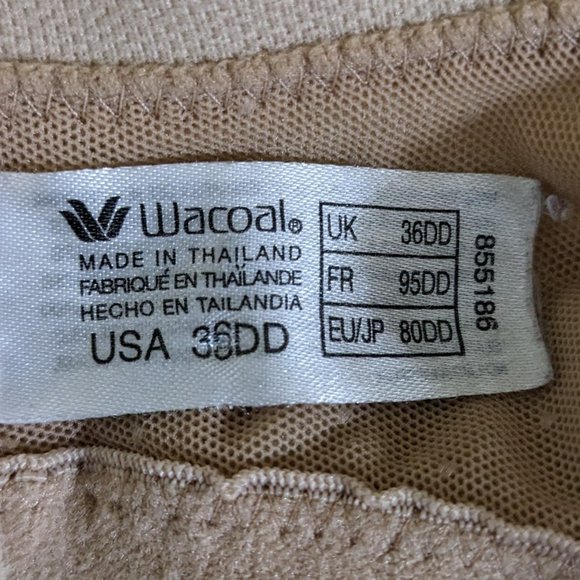 Wacoal®
MADE IN THAILAND
FABRIQUÉ EN THAÏLANDE
HECHO EN TAILANDIA
USA 36DD
UK 36DD
FR 95DD
EU/JP 80DD
855186